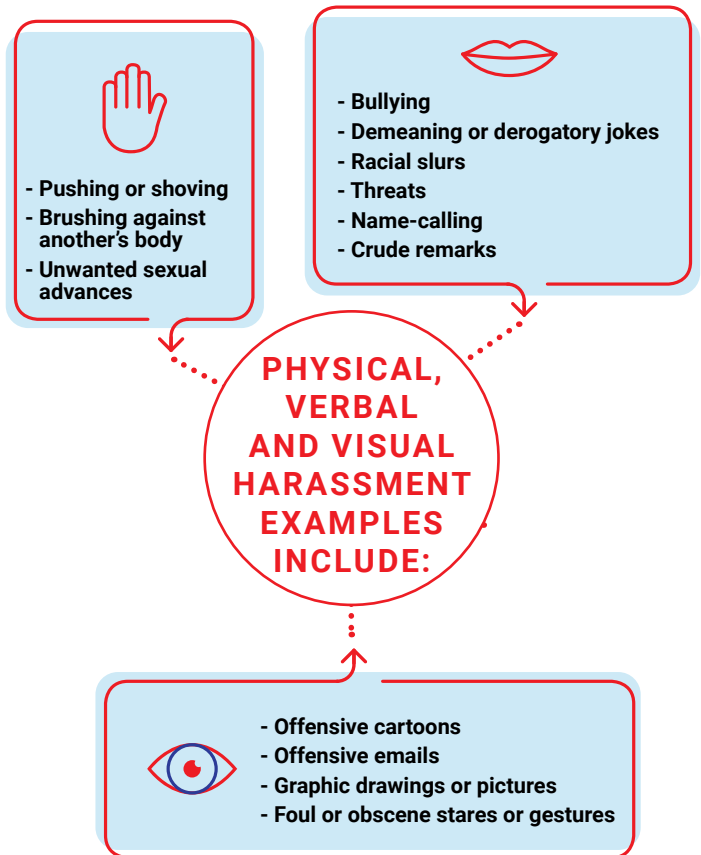 - Pushing or shoving
- Brushing against
another's body
- Unwanted sexual
advances
- Bullying
- Demeaning or derogatory jokes
- Racial slurs
- Threats
- Name-calling
- Crude remarks
PHYSICAL,
VERBAL
AND VISUAL
HARASSMENT
EXAMPLES
INCLUDE:
- Offensive cartoons
- Offensive emails
- Graphic drawings or pictures
- Foul or obscene stares or gestures